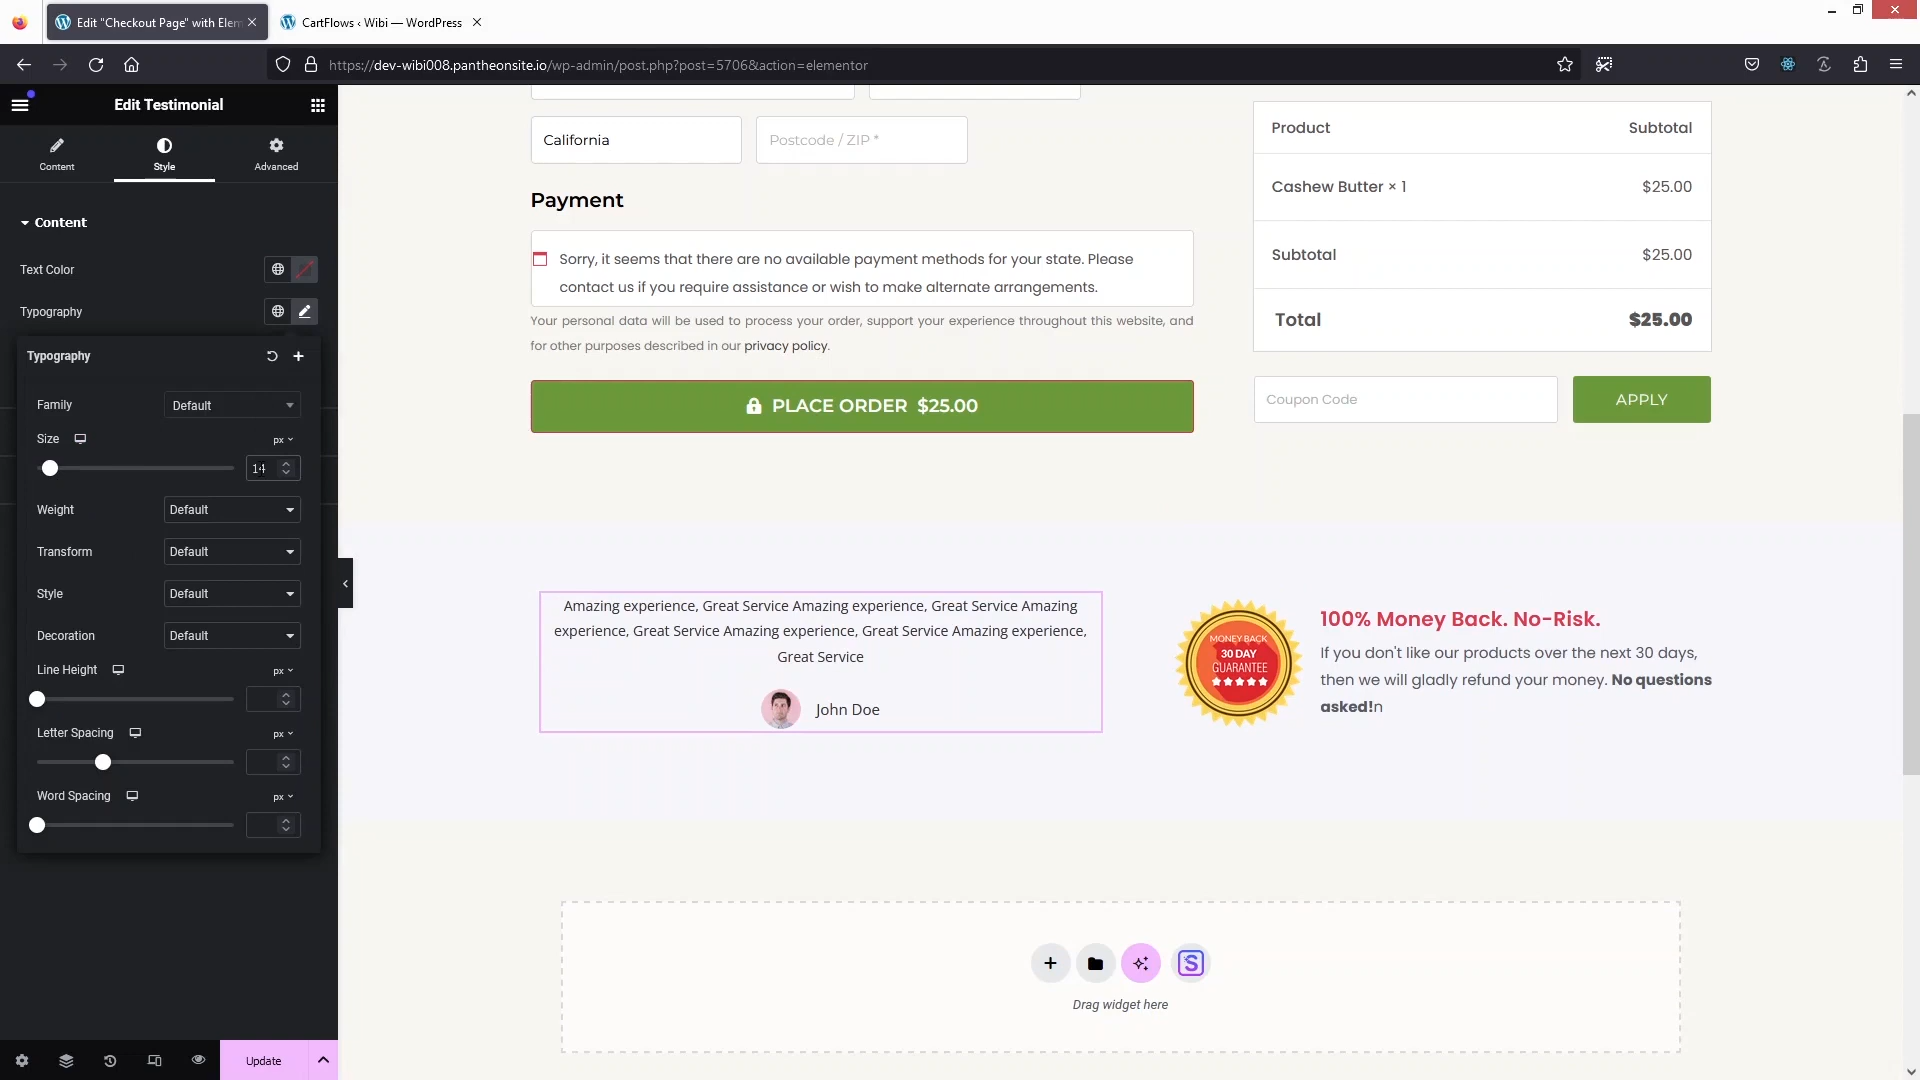 Edit "Checkout Page" with Elem
CartFlows ‹ Wibi — WordPress
https://dev-wibi008.pantheonsite.io/wp-admin/post.php?post=5706&action=elementor
Edit Testimonial
Content
Style
Advanced
Content
Text Color
Typography
Typography
Family
Default
Size
px
14
Weight
Default
Transform
Default
Style
Default
Decoration
Default
Line Height
px
Letter Spacing
px
Word Spacing
px
Update
California
Postcode / ZIP *
Payment
Sorry, it seems that there are no available payment methods for your state. Please
contact us if you require assistance or wish to make alternate arrangements.
Your personal data will be used to process your order, support your experience throughout this website, and
for other purposes described in our privacy policy.
PLACE ORDER $25.00
Product
Subtotal
Cashew Butter × 1
$25.00
Subtotal
$25.00
Total
$25.00
Coupon Code
APPLY
Amazing experience, Great Service Amazing experience, Great Service Amazing
experience, Great Service Amazing experience, Great Service Amazing experience,
Great Service
John Doe
MONEY BACK
30 DAY
GUARANTEE
100% Money Back. No-Risk.
If you don't like our products over the next 30 days,
then we will gladly refund your money. No questions
asked!n
Drag widget here